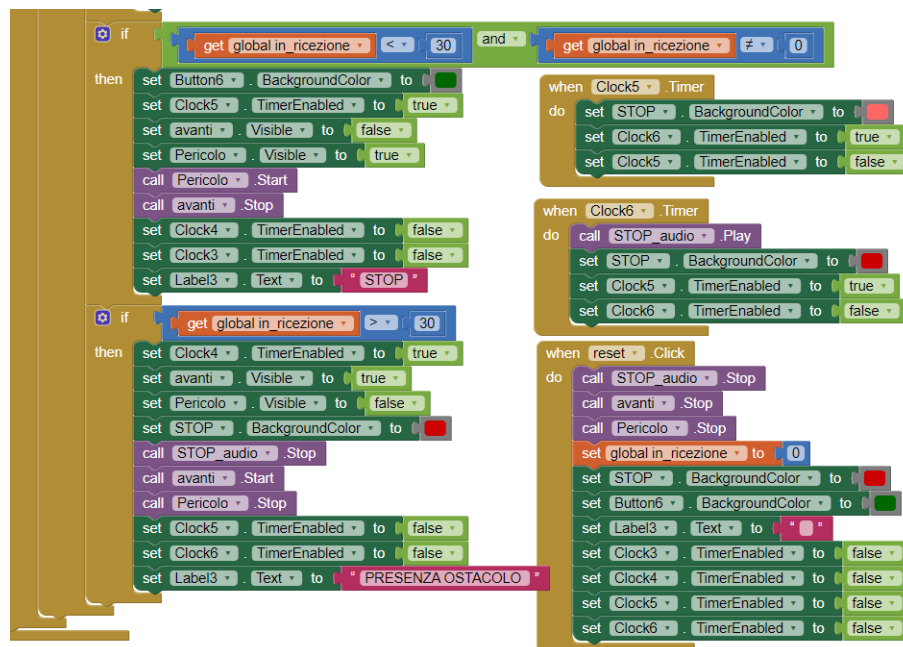 if get global in_ricezione < 30 and get global in_ricezione ≠ 0
then set Button6 . BackgroundColor to
set Clock5 . TimerEnabled to true
set avanti . Visible to false
set Pericolo . Visible to true
call Pericolo .Start
call avanti .Stop
set Clock4 . TimerEnabled to false
set Clock3 . TimerEnabled to false
set Label3 . Text to " STOP "
if get global in_ricezione > 30
then set Clock4 . TimerEnabled to true
set avanti . Visible to true
set Pericolo . Visible to false
set STOP . BackgroundColor to
call STOP_audio .Stop
call avanti .Start
call Pericolo .Stop
set Clock5 . TimerEnabled to false
set Clock6 . TimerEnabled to false
set Label3 . Text to " PRESENZA OSTACOLO "
when Clock5 .Timer
do set STOP . BackgroundColor to
set Clock6 . TimerEnabled to true
set Clock5 . TimerEnabled to false
when Clock6 .Timer
do call STOP_audio .Play
set STOP . BackgroundColor to
set Clock5 . TimerEnabled to true
set Clock6 . TimerEnabled to false
when reset .Click
do call STOP_audio .Stop
call avanti .Stop
call Pericolo .Stop
set global in_ricezione to 0
set STOP . BackgroundColor to
set Button6 . BackgroundColor to
set Label3 . Text to " "
set Clock3 . TimerEnabled to false
set Clock4 . TimerEnabled to false
set Clock5 . TimerEnabled to false
set Clock6 . TimerEnabled to false